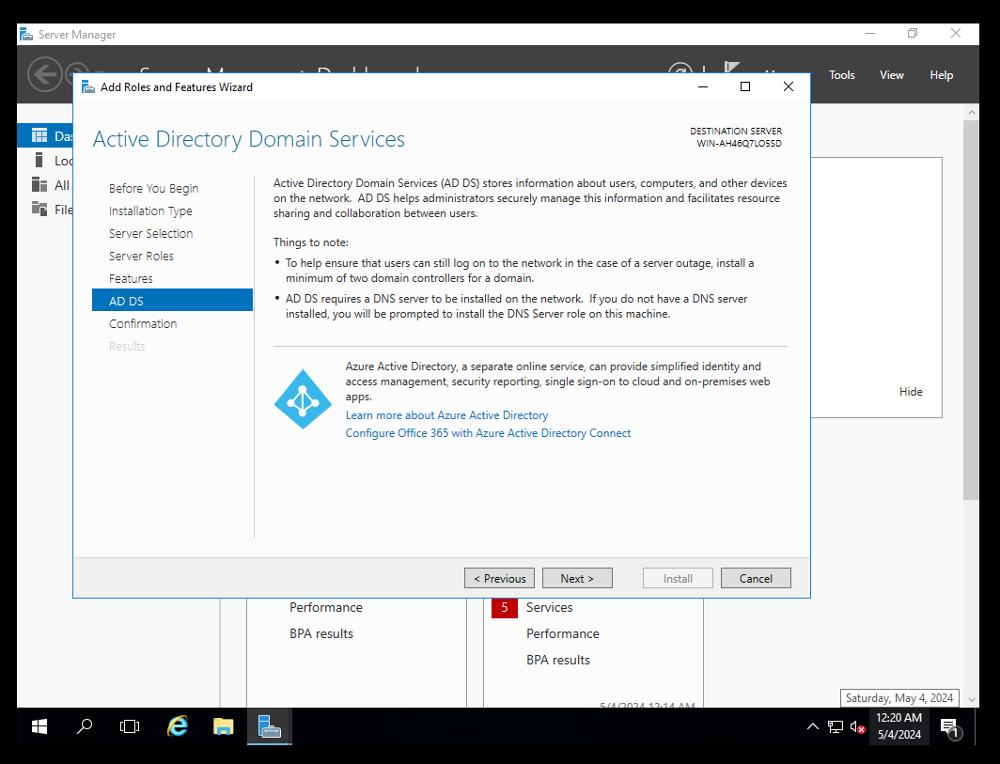 Server Manager
Tools View Help
Add Roles and Features Wizard
Active Directory Domain Services
DESTINATION SERVER
WIN-AH46Q7LO5SD
Before You Begin
Installation Type
Server Selection
Server Roles
Features
AD DS
Confirmation
Results
Active Directory Domain Services (AD DS) stores information about users, computers, and other devices
on the network.  AD DS helps administrators securely manage this information and facilitates resource
sharing and collaboration between users.
Things to note:
• To help ensure that users can still log on to the network in the case of a server outage, install a
minimum of two domain controllers for a domain.
• AD DS requires a DNS server to be installed on the network.  If you do not have a DNS server
installed, you will be prompted to install the DNS Server role on this machine.
Azure Active Directory, a separate online service, can provide simplified identity and
access management, security reporting, single sign-on to cloud and on-premises web
apps.
Learn more about Azure Active Directory
Configure Office 365 with Azure Active Directory Connect
< Previous Next > Install Cancel
All
Hide
Performance
BPA results
5 Services
Performance
BPA results
5/4/2024 12:14 AM
Saturday, May 4, 2024
12:20 AM
5/4/2024
1